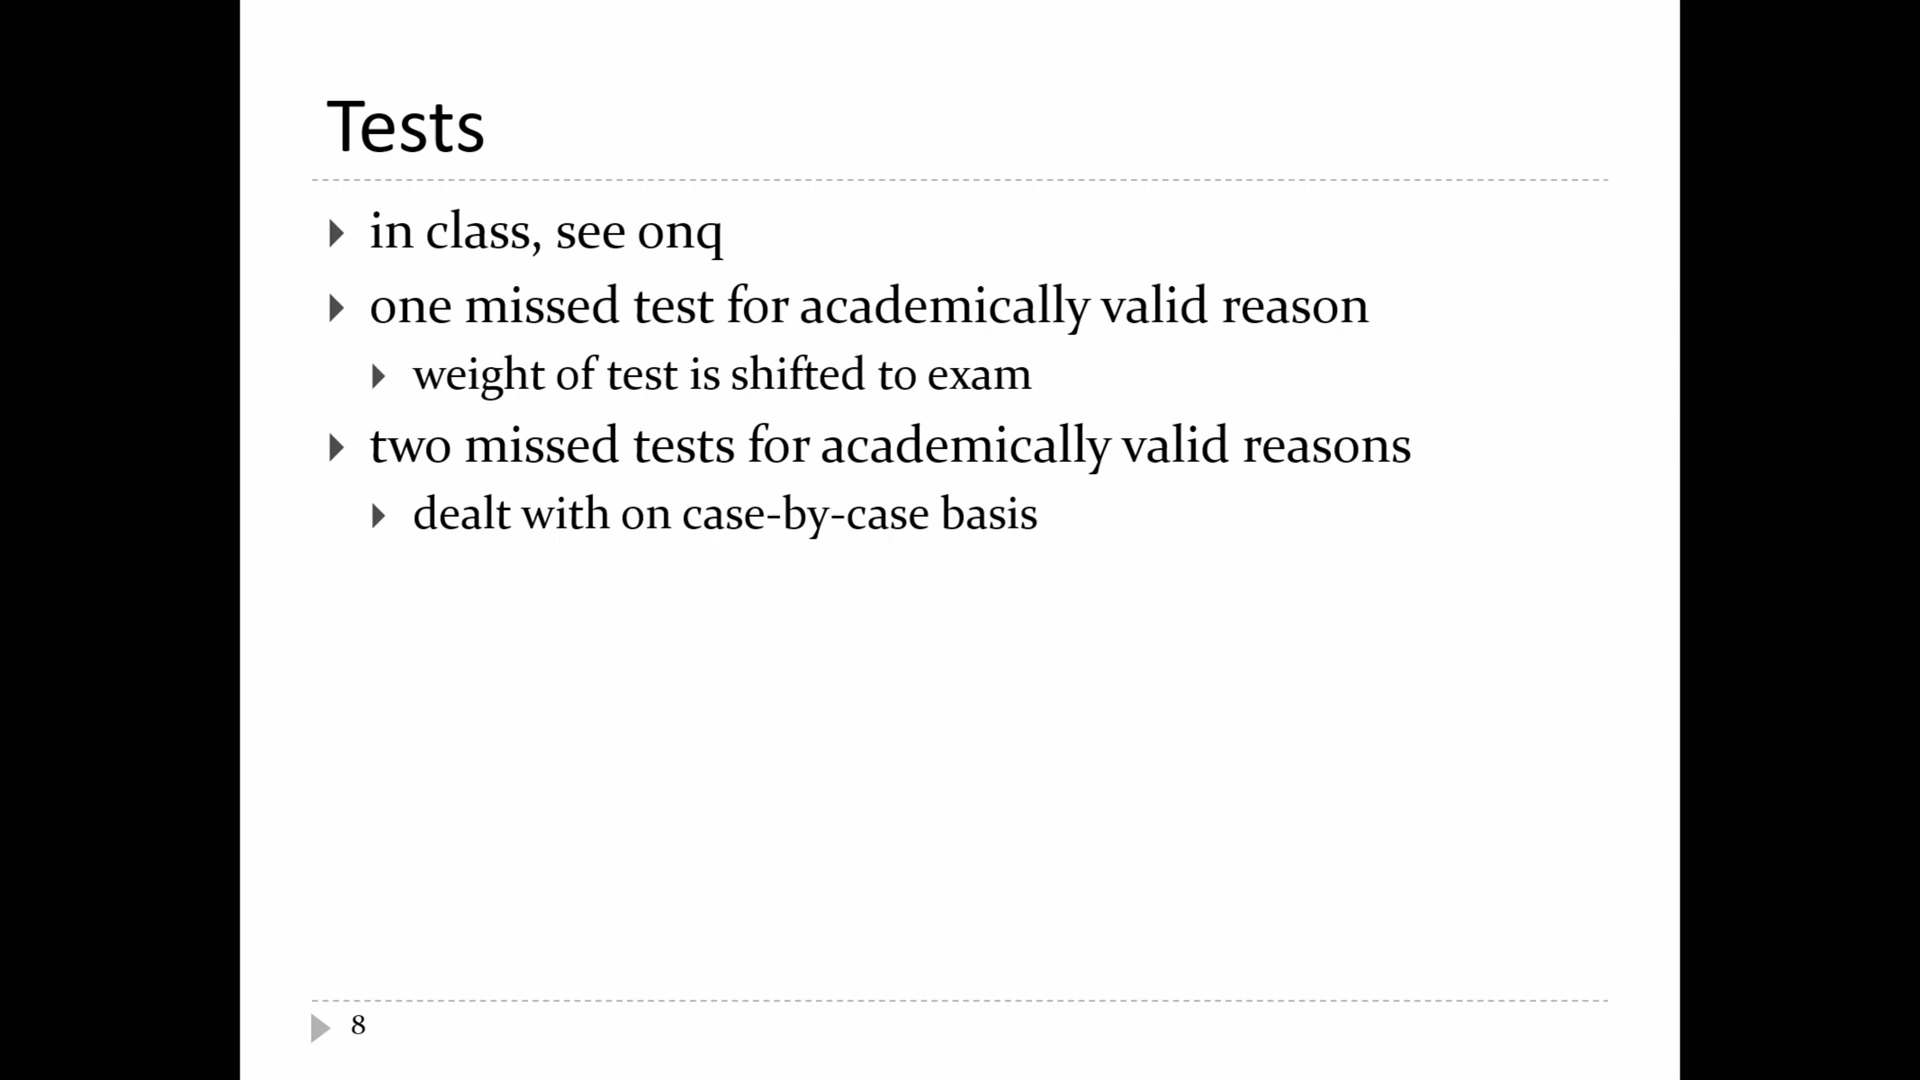 Tests
in class, see onq
one missed test for academically valid reason
weight of test is shifted to exam
two missed tests for academically valid reasons
dealt with on case-by-case basis
8